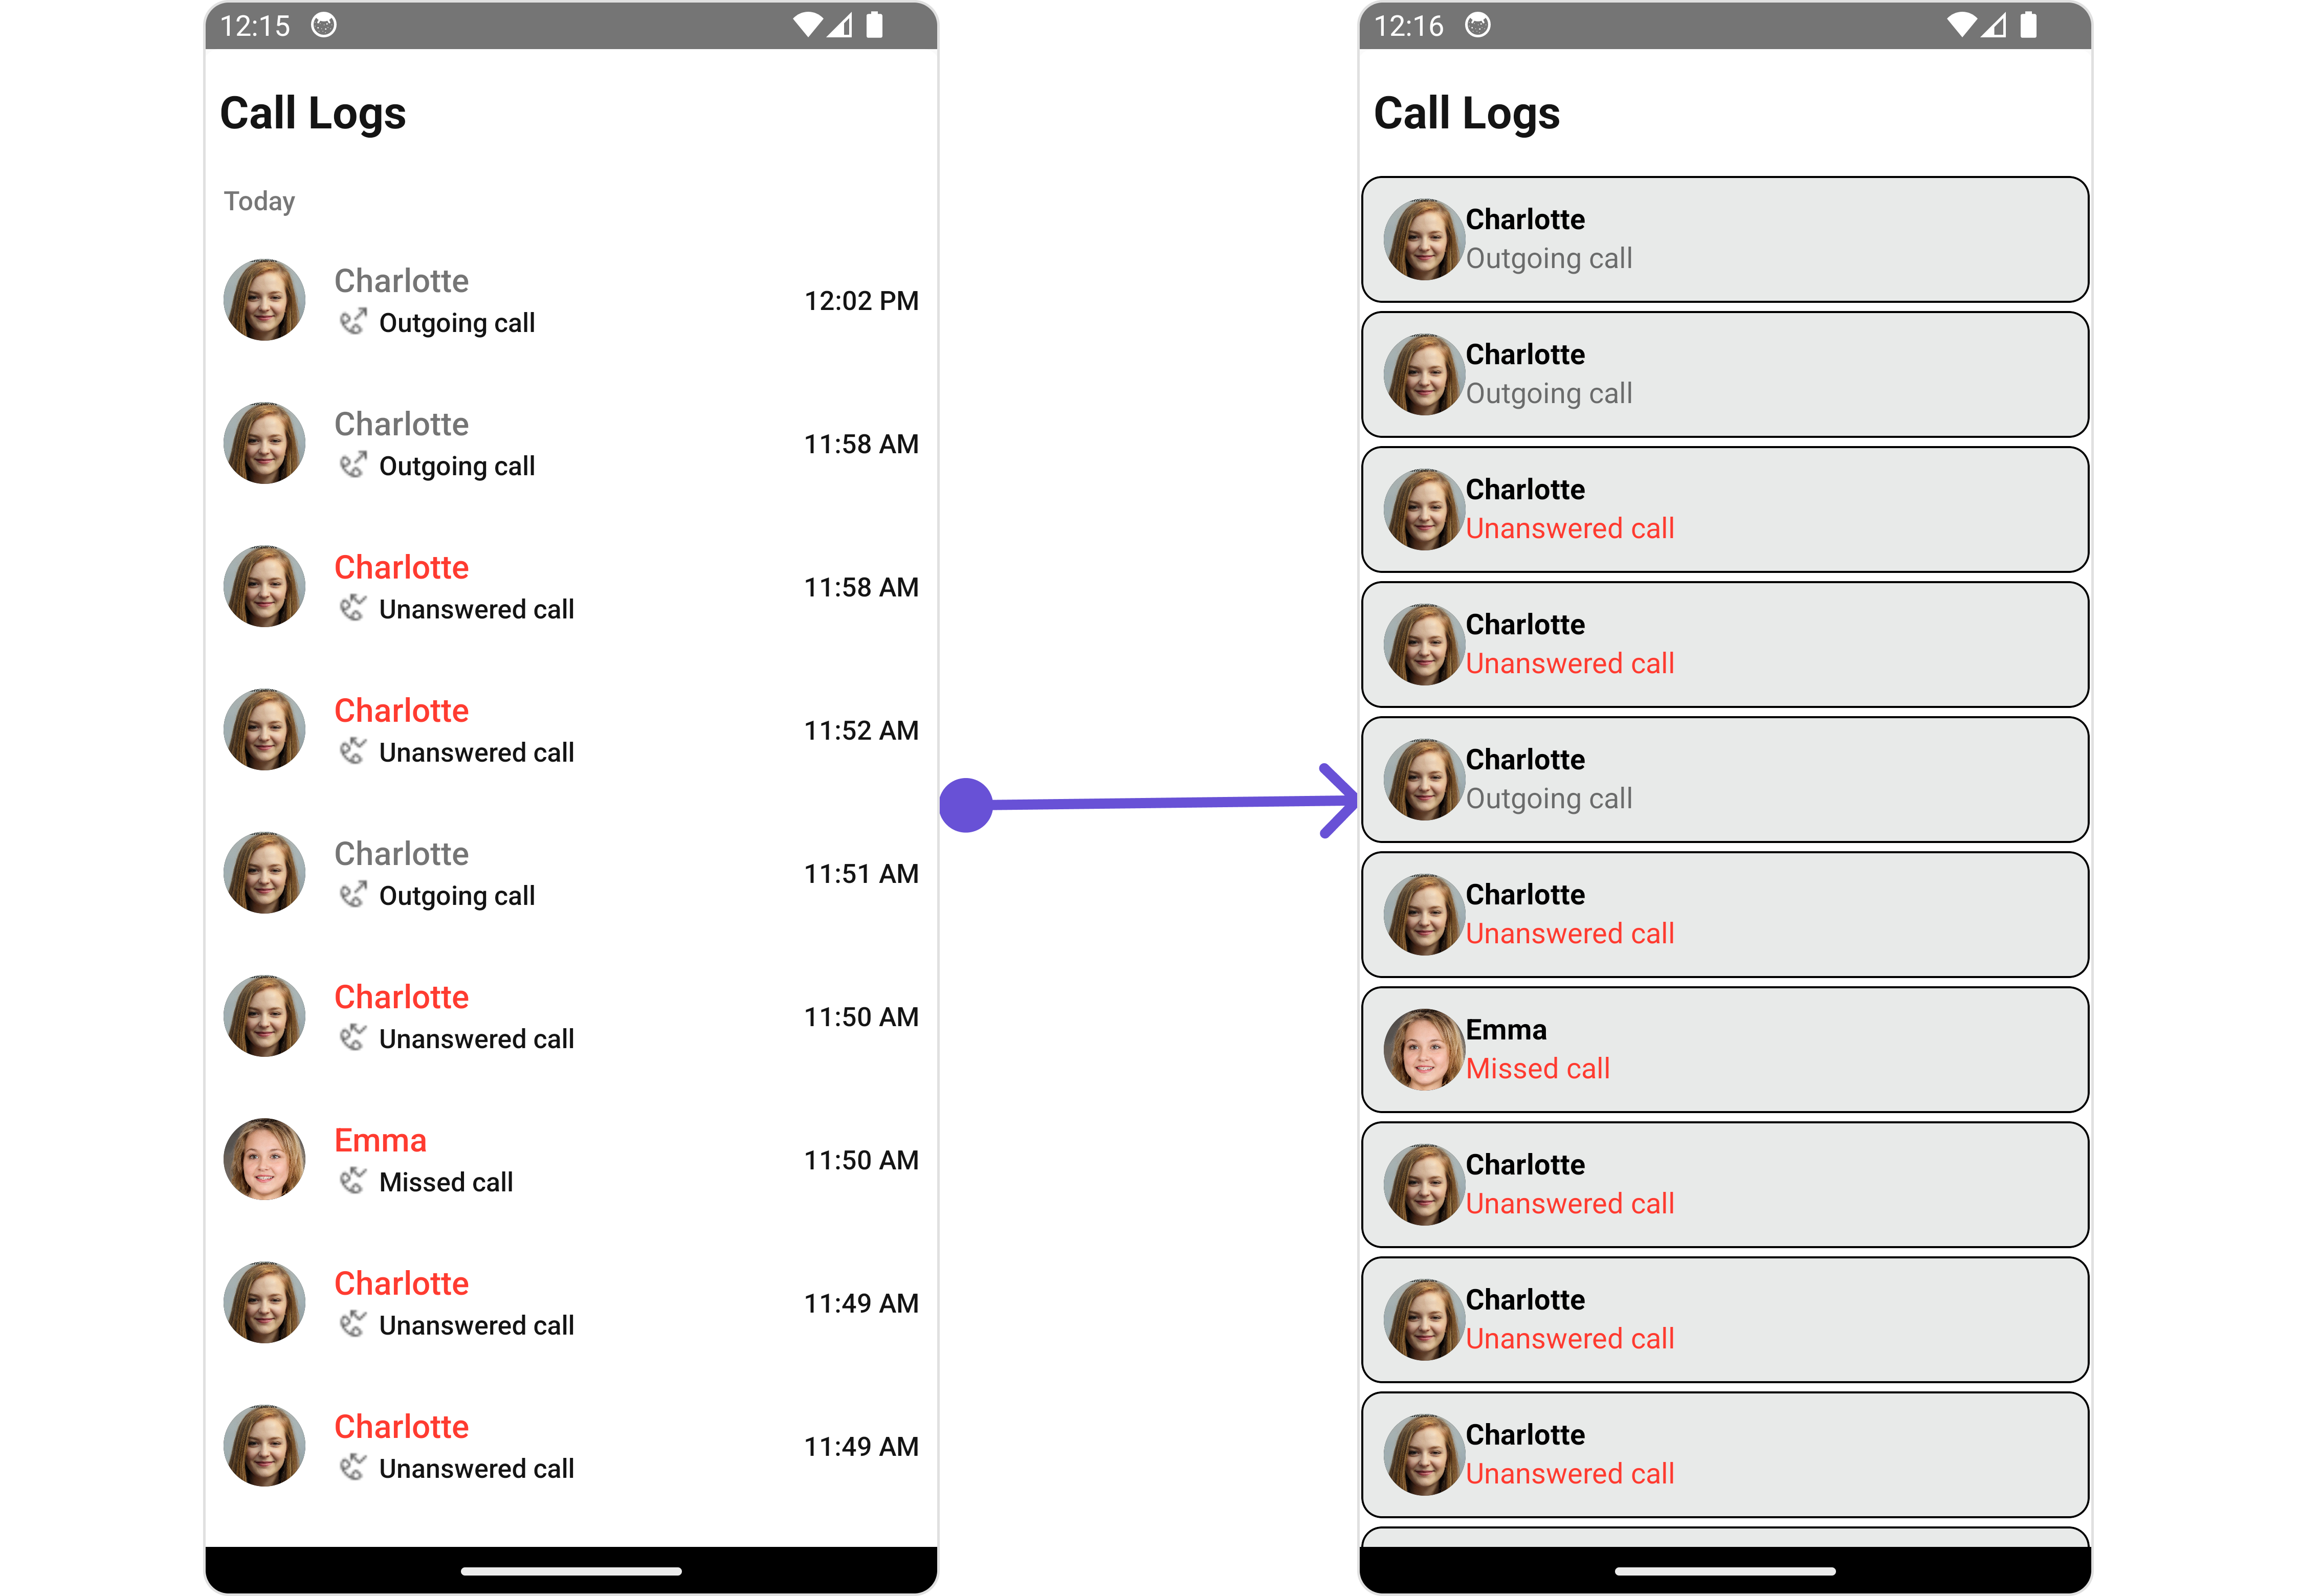 12:15
Call Logs
Today
Charlotte
Outgoing call
12:02 PM
Charlotte
Outgoing call
11:58 AM
Charlotte
Unanswered call
11:58 AM
Charlotte
Unanswered call
11:52 AM
Charlotte
Outgoing call
11:51 AM
Charlotte
Unanswered call
11:50 AM
Emma
Missed call
11:50 AM
Charlotte
Unanswered call
11:49 AM
Charlotte
Unanswered call
11:49 AM
12:16
Call Logs
Charlotte
Outgoing call
Charlotte
Outgoing call
Charlotte
Unanswered call
Charlotte
Unanswered call
Charlotte
Outgoing call
Charlotte
Unanswered call
Emma
Missed call
Charlotte
Unanswered call
Charlotte
Unanswered call
Charlotte
Unanswered call